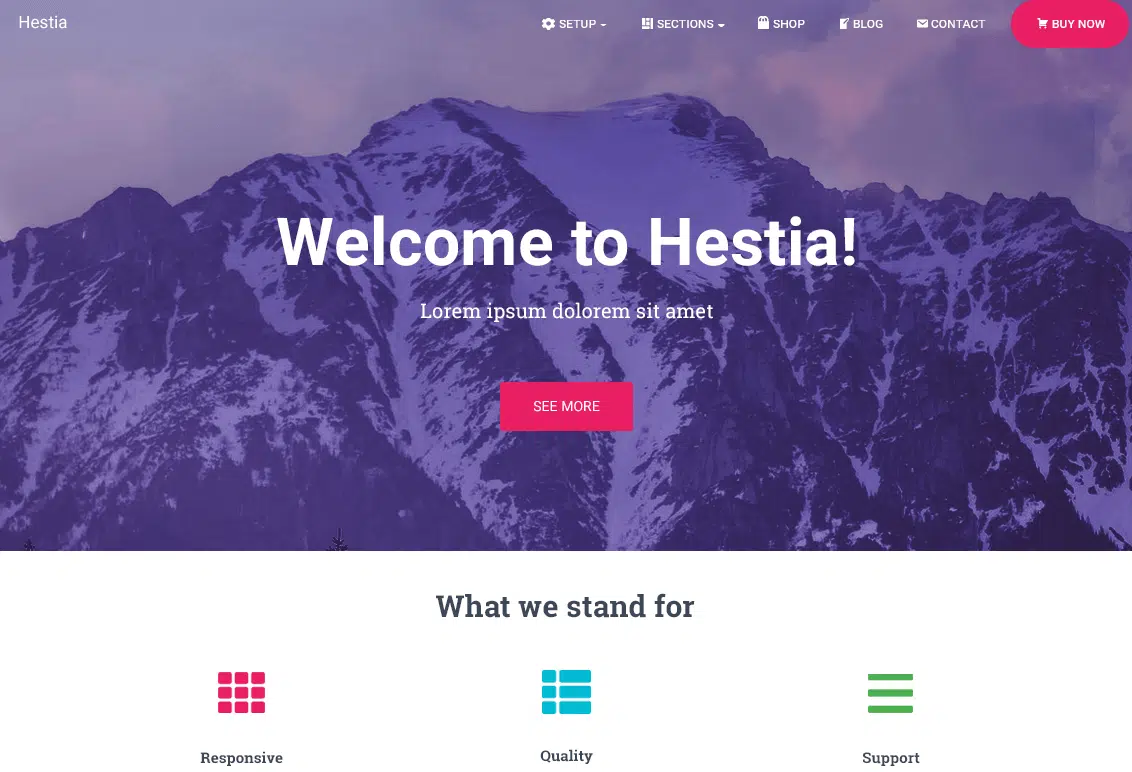 Hestia
SETUP
SECTIONS
SHOP
BLOG
CONTACT
BUY NOW
Welcome to Hestia!
Lorem ipsum dolorem sit amet
SEE MORE
What we stand for
Responsive
Quality
Support